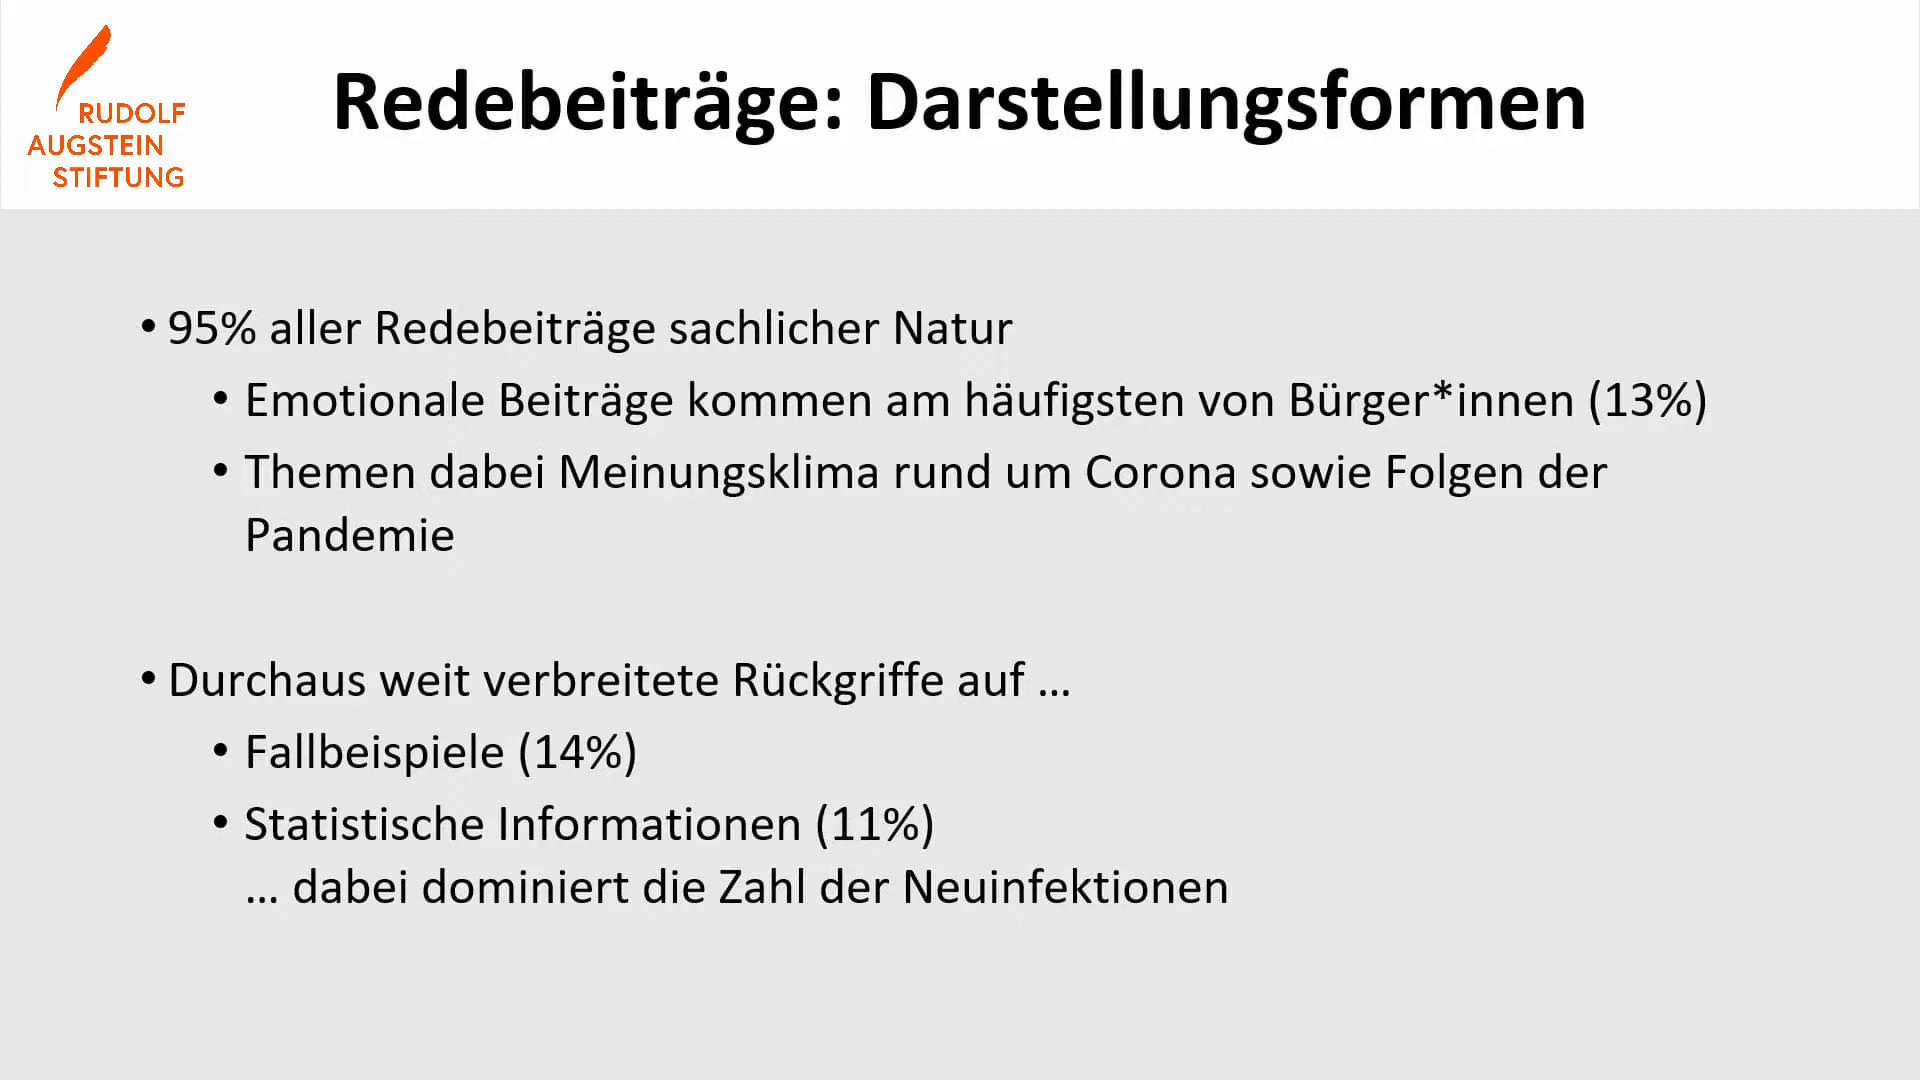 RUDOLF
AUGSTEIN
STIFTUNG
Redebeiträge: Darstellungsformen
• 95% aller Redebeiträge sachlicher Natur
• Emotionale Beiträge kommen am häufigsten von Bürger*innen (13%)
• Themen dabei Meinungsklima rund um Corona sowie Folgen der
Pandemie
• Durchaus weit verbreitete Rückgriffe auf …
• Fallbeispiele (14%)
• Statistische Informationen (11%)
… dabei dominiert die Zahl der Neuinfektionen